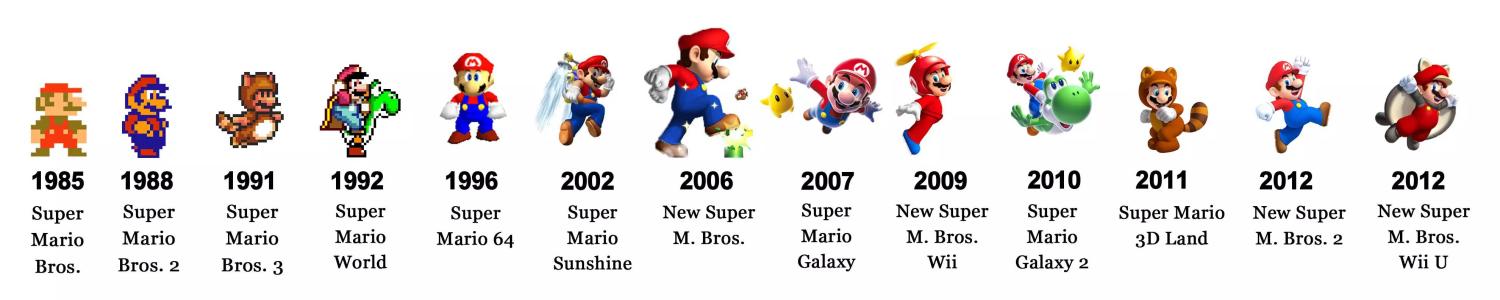 1985
Super
Mario
Bros.
1988
Super
Mario
Bros. 2
1991
Super
Mario
Bros. 3
1992
Super
Mario
World
1996
Super
Mario 64
2002
Super
Mario
Sunshine
2006
New Super
M. Bros.
2007
Super
Mario
Galaxy
2009
New Super
M. Bros.
Wii
2010
Super
Mario
Galaxy 2
2011
Super Mario
3D Land
2012
New Super
M. Bros. 2
2012
New Super
M. Bros.
Wii U